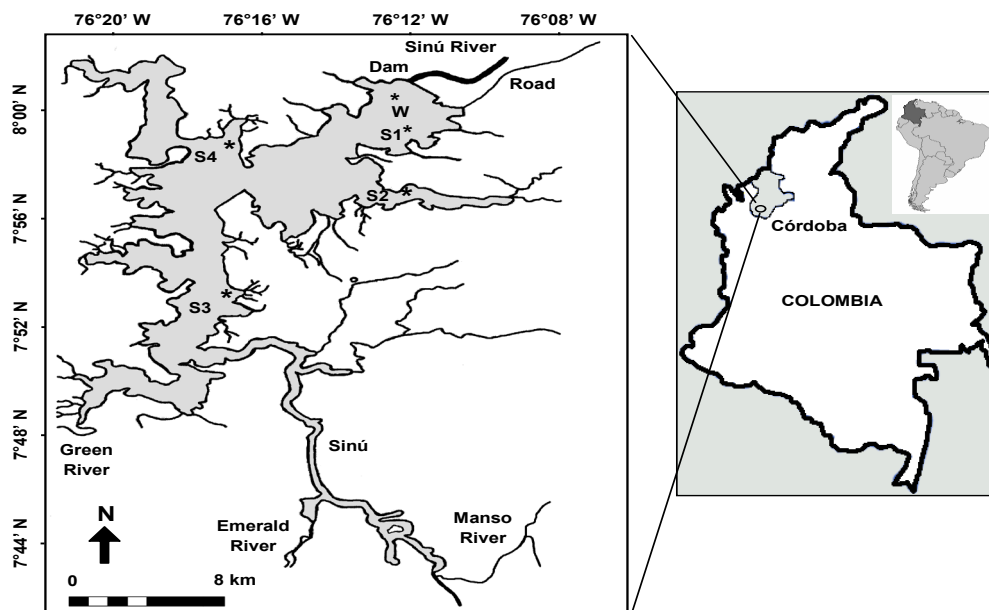 76°20' W 76°16' W 76°12' W 76°08' W
Sinú River
Dam
Road
8°00' N
W
S1
S4
S2
7°56' N
Córdoba
COLOMBIA
S3
7°52' N
7°48' N
Green
River
Sinú
N
Emerald
River
Manso
River
7°44' N
0 8 km